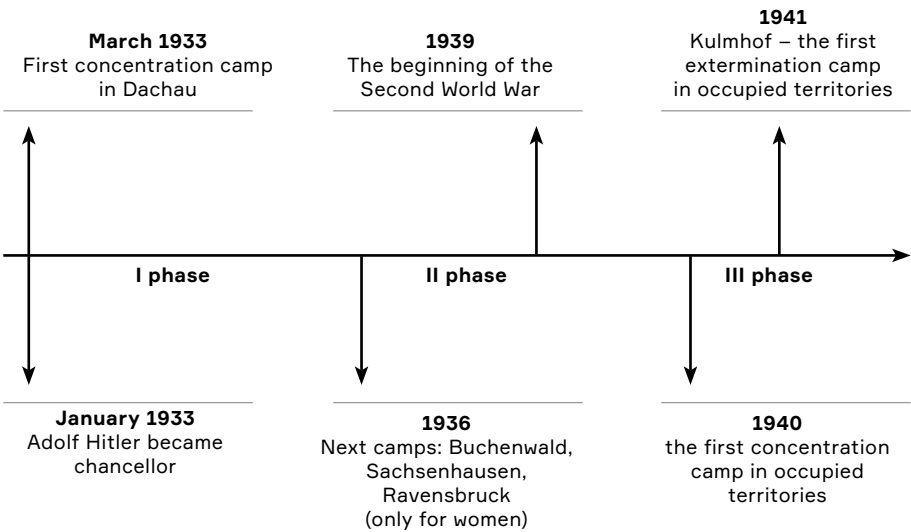 March 1933
First concentration camp
in Dachau
1939
The beginning of the
Second World War
1941
Kulmhof – the first
extermination camp
in occupied territories
I phase
II phase
III phase
January 1933
Adolf Hitler became
chancellor
1936
Next camps: Buchenwald,
Sachsenhausen,
Ravensbruck
(only for women)
1940
the first concentration
camp in occupied
territories